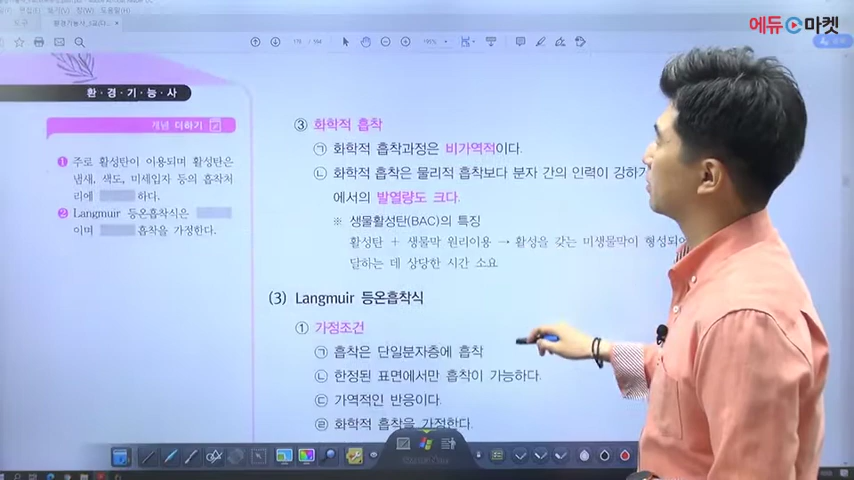 에듀마켓
환·경·기·능·사
개념 더하기
❶ 주로 활성탄이 이용되며 활성탄은
냄새, 색도, 미세입자 등의 흡착처
리에 하다.
❷ Langmuir 등온흡착식은
이며 흡착을 가정한다.
③ 화학적 흡착
㉠ 화학적 흡착과정은 비가역적이다.
㉡ 화학적 흡착은 물리적 흡착보다 분자 간의 인력이 강하기
에서의 발열량도 크다.
※ 생물활성탄(BAC)의 특징
활성탄 + 생물막 원리이용 → 활성을 갖는 미생물막이 형성되어
달하는 데 상당한 시간 소요
(3) Langmuir 등온흡착식
① 가정조건
㉠ 흡착은 단일분자층에 흡착
㉡ 한정된 표면에서만 흡착이 가능하다.
㉢ 가역적인 반응이다.
㉣ 화학적 흡착을 가정한다.